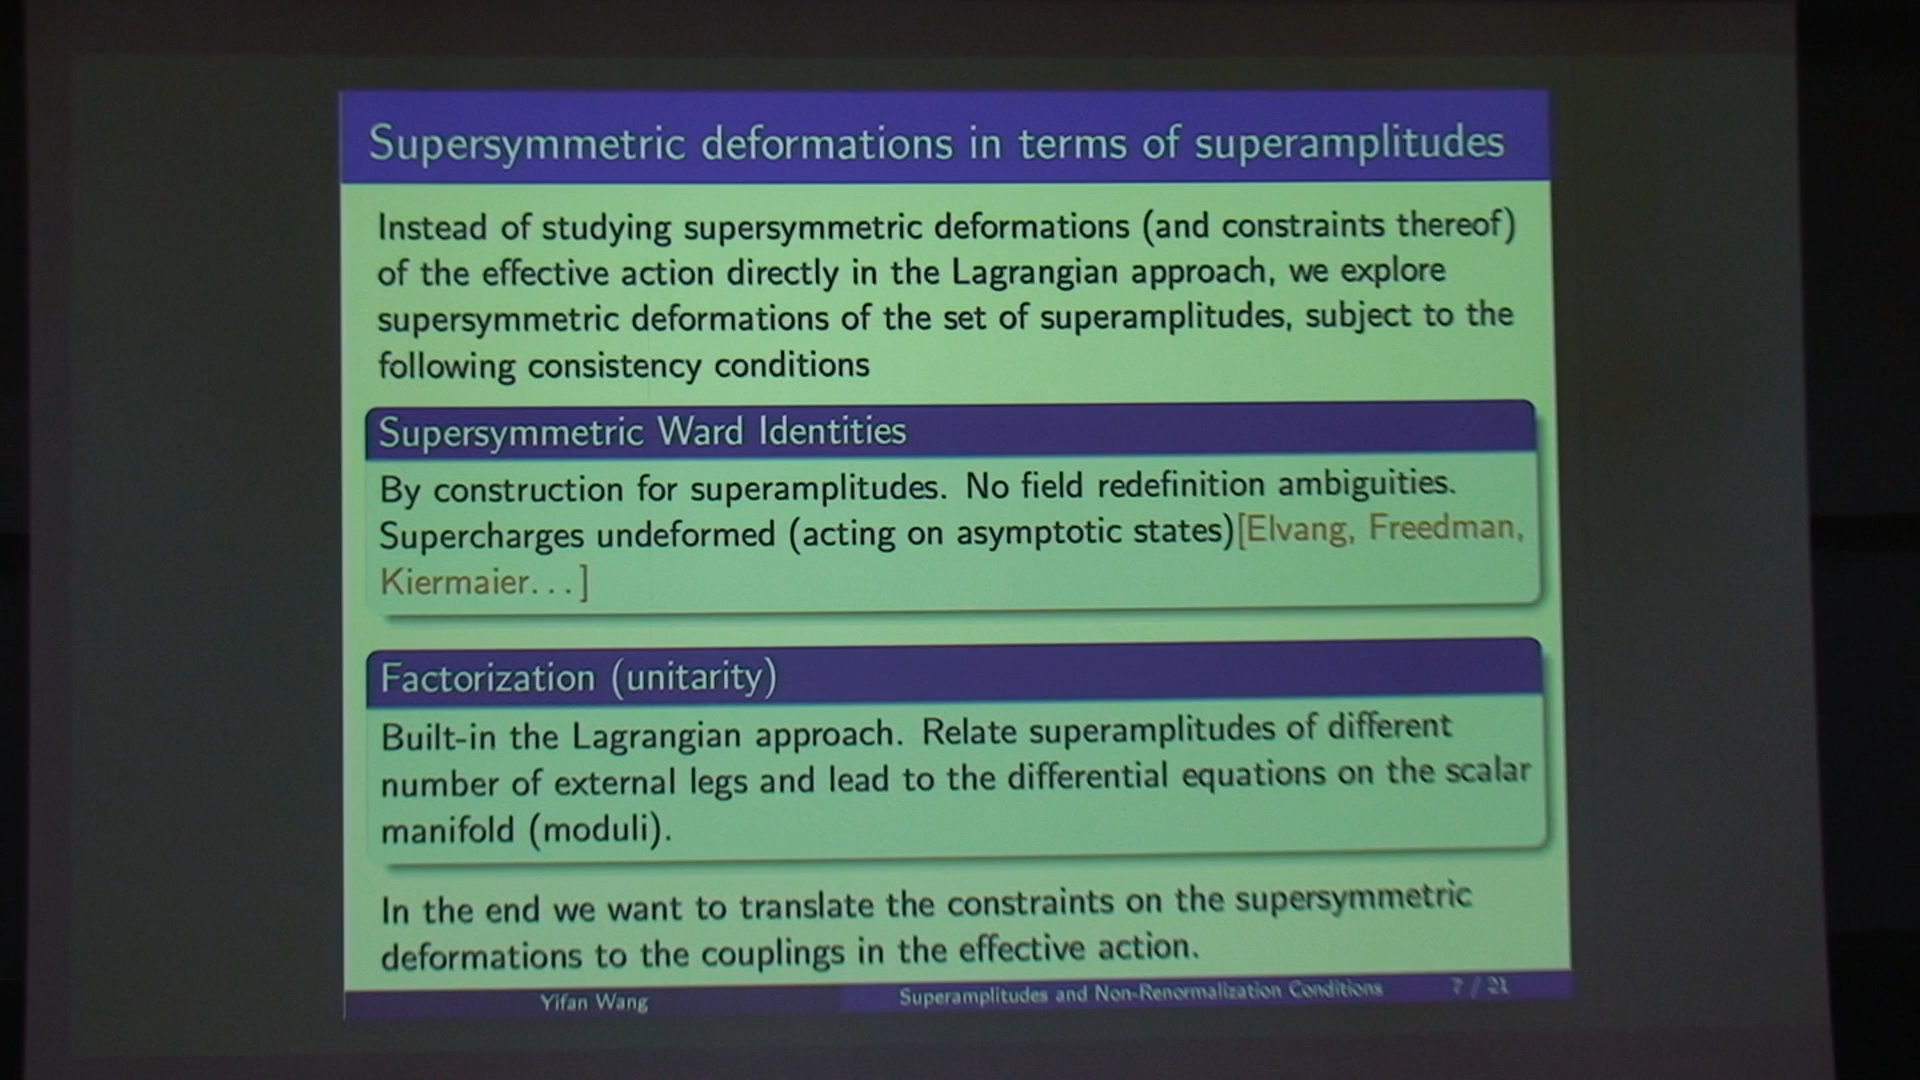 Supersymmetric deformations in terms of superamplitudes
Instead of studying supersymmetric deformations (and constraints thereof)
of the effective action directly in the Lagrangian approach, we explore
supersymmetric deformations of the set of superamplitudes, subject to the
following consistency conditions
Supersymmetric Ward Identities
By construction for superamplitudes. No field redefinition ambiguities.
Supercharges undeformed (acting on asymptotic states)[Elvang, Freedman,
Kiermaier...]
Factorization (unitarity)
Built-in the Lagrangian approach. Relate superamplitudes of different
number of external legs and lead to the differential equations on the scalar
manifold (moduli).
In the end we want to translate the constraints on the supersymmetric
deformations to the couplings in the effective action.
Yifan Wang
Superamplitudes and Non-Renormalization Conditions
7 / 21